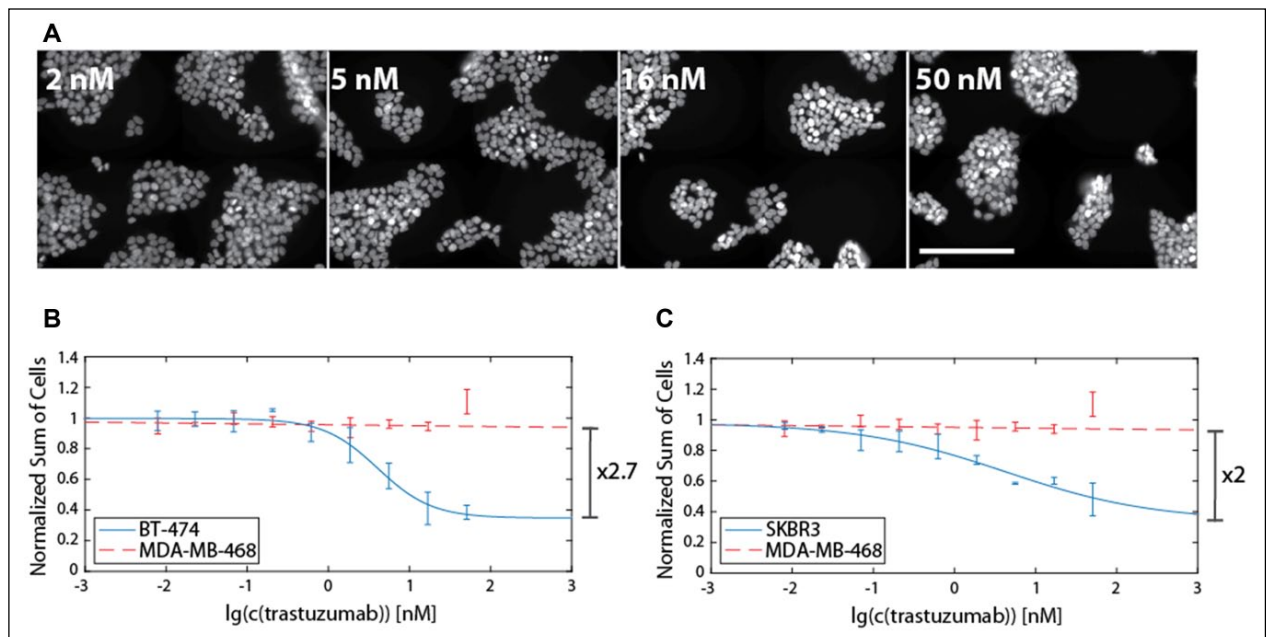 A
2 nM
5 nM
16 nM
50 nM
B
Normalized Sum of Cells
1.4
1.2
1
0.8
0.6
0.4
0.2
0
-3
-2
-1
0
1
2
3
lg(c(trastuzumab)) [nM]
BT-474
MDA-MB-468
x2.7
C
Normalized Sum of Cells
1.4
1.2
1
0.8
0.6
0.4
0.2
0
-3
-2
-1
0
1
2
3
lg(c(trastuzumab)) [nM]
SKBR3
MDA-MB-468
x2